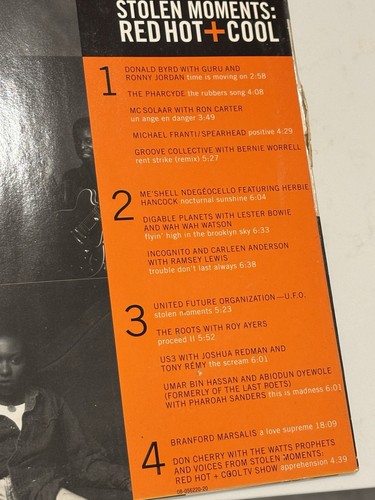 STOLEN MOMENTS:
RED HOT + COOL
1
DONALD BYRD WITH GURU AND
RONNY JORDAN time is moving on 2:58
THE PHARCYDE the rubbers song 4:08
MC SOLAAR WITH RON CARTER
un ange en danger 3:49
MICHAEL FRANTI/SPEARHEAD positive 4:29
GROOVE COLLECTIVE WITH BERNIE WORRELL
rent strike (remix) 5:27
2
ME'SHELL NDEGÉOCELLO FEATURING HERBIE
HANCOCK nocturnal sunshine 6:04
DIGABLE PLANETS WITH LESTER BOWIE
AND WAH WAH WATSON
flyin' high in the brooklyn sky 6:33
INCOGNITO AND CARLEEN ANDERSON
WITH RAMSEY LEWIS
trouble don't last always 6:38
3
UNITED FUTURE ORGANIZATION—U.F.O.
stolen moments 5:23
THE ROOTS WITH ROY AYERS
proceed II 5:52
US3 WITH JOSHUA REDMAN AND
TONY RÉMY the scream 6:01
UMAR BIN HASSAN AND ABIODUN OYEWOLE
(FORMERLY OF THE LAST POETS)
WITH PHAROAH SANDERS this is madness 6:01
4
BRANFORD MARSALIS a love supreme 18:09
DON CHERRY WITH THE WATTS PROPHETS
AND VOICES FROM STOLEN MOMENTS:
RED HOT + COOL TV SHOW apprehension 4:39